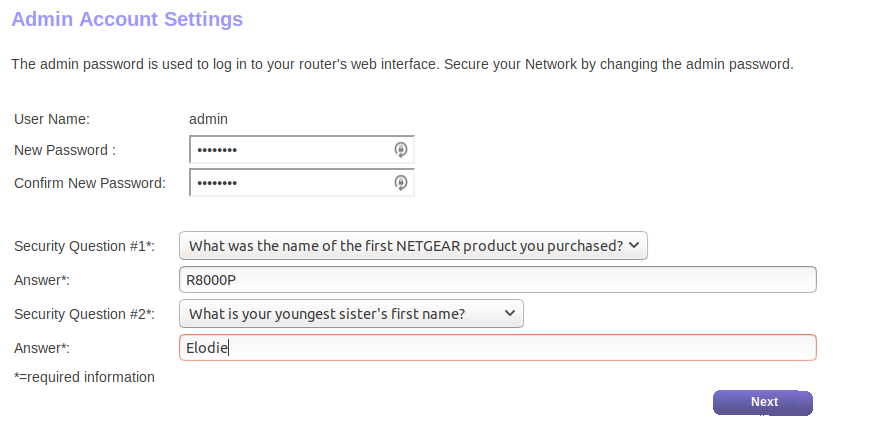 Admin Account Settings
The admin password is used to log in to your router's web interface. Secure your Network by changing the admin password.
User Name: admin
New Password : ••••••••
Confirm New Password: ••••••••
Security Question #1*: What was the name of the first NETGEAR product you purchased?
Answer*: R8000P
Security Question #2*: What is your youngest sister's first name?
Answer*: Elodie
*=required information
Next